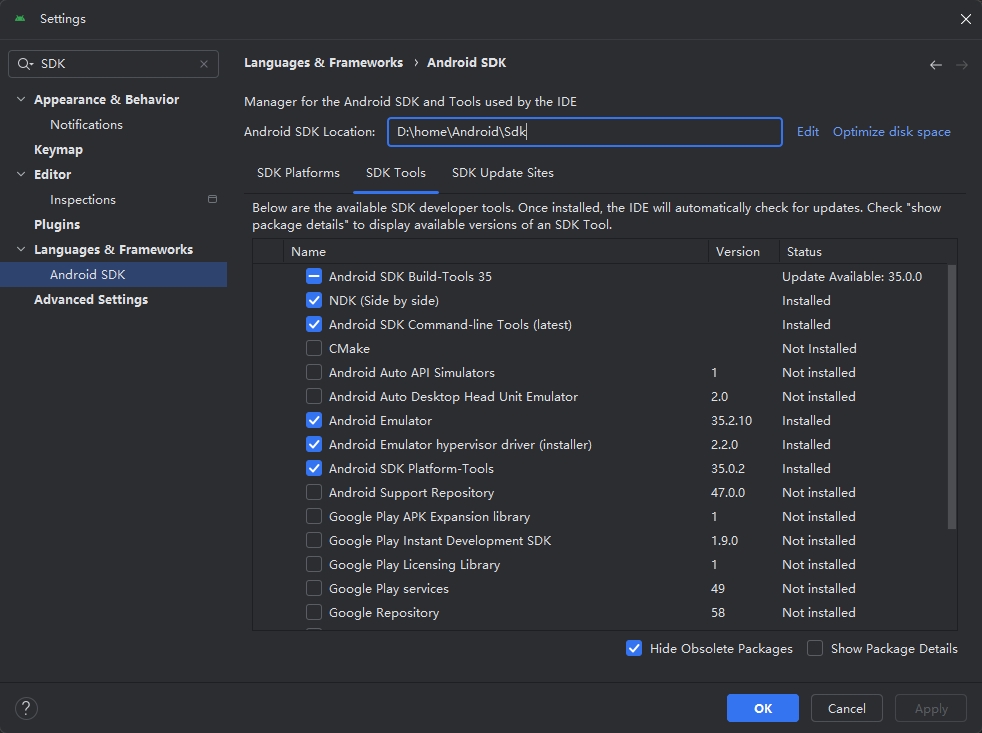 Settings
SDK
Languages & Frameworks › Android SDK
Appearance & Behavior
Notifications
Keymap
Editor
Inspections
Plugins
Languages & Frameworks
Android SDK
Advanced Settings
Manager for the Android SDK and Tools used by the IDE
Android SDK Location: D:\home\Android\Sdk Edit Optimize disk space
SDK Platforms SDK Tools SDK Update Sites
Below are the available SDK developer tools. Once installed, the IDE will automatically check for updates. Check "show
package details" to display available versions of an SDK Tool.
Name Version Status
Android SDK Build-Tools 35 Update Available: 35.0.0
NDK (Side by side) Installed
Android SDK Command-line Tools (latest) Installed
CMake Not Installed
Android Auto API Simulators 1 Not installed
Android Auto Desktop Head Unit Emulator 2.0 Not installed
Android Emulator 35.2.10 Installed
Android Emulator hypervisor driver (installer) 2.2.0 Installed
Android SDK Platform-Tools 35.0.2 Installed
Android Support Repository 47.0.0 Not installed
Google Play APK Expansion library 1 Not installed
Google Play Instant Development SDK 1.9.0 Not installed
Google Play Licensing Library 1 Not installed
Google Play services 49 Not installed
Google Repository 58 Not installed
Hide Obsolete Packages Show Package Details
? OK Cancel Apply